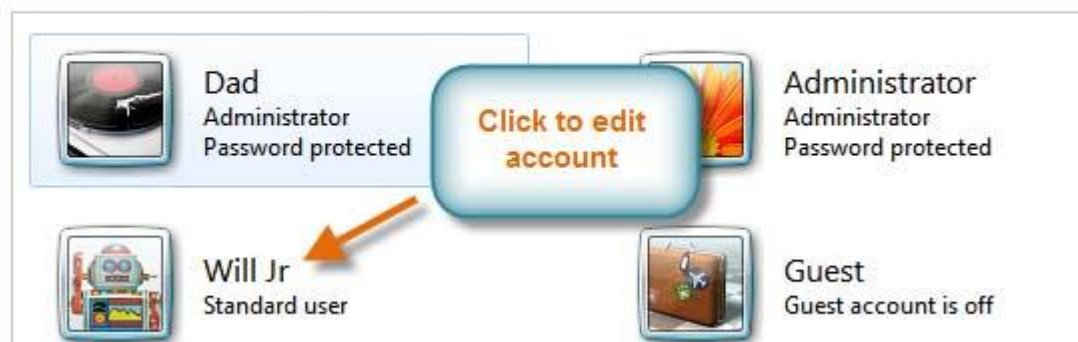 Dad
Administrator
Password protected
Click to edit
account
Administrator
Administrator
Password protected
Will Jr
Standard user
Guest
Guest account is off